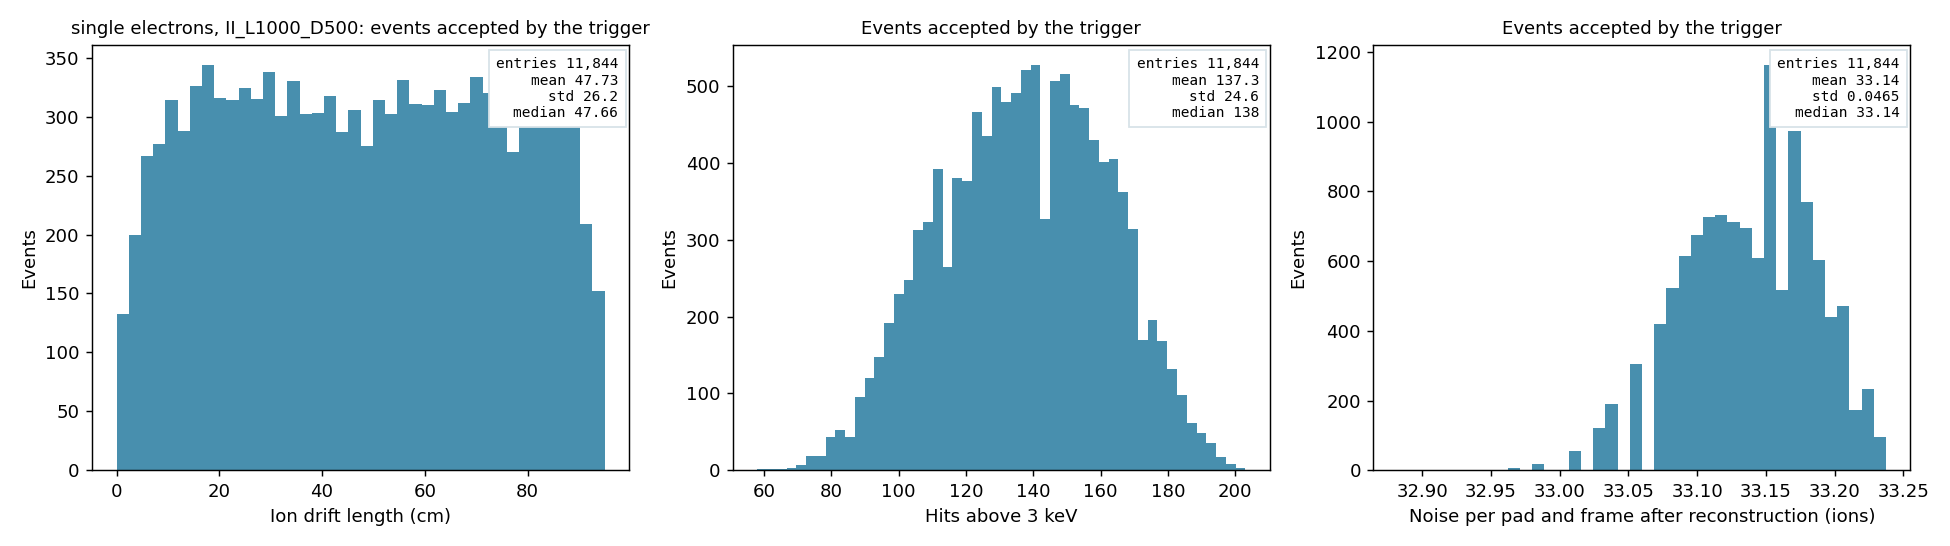 single electrons, II_L1000_D500: events accepted by the trigger
350
300
250
200
150
100
50
0
Events
entries 11,844
mean 47.73
std 26.2
median 47.66
0 20 40 60 80
Ion drift length (cm)
Events accepted by the trigger
500
400
300
200
100
0
Events
entries 11,844
mean 137.3
std 24.6
median 138
60 80 100 120 140 160 180 200
Hits above 3 keV
Events accepted by the trigger
1200
1000
800
600
400
200
0
Events
entries 11,844
mean 33.14
std 0.0465
median 33.14
32.90 32.95 33.00 33.05 33.10 33.15 33.20 33.25
Noise per pad and frame after reconstruction (ions)